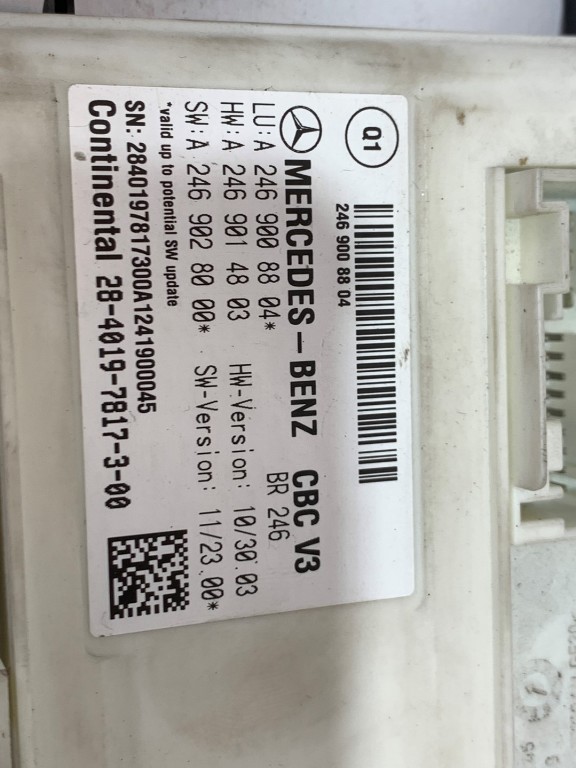 Q1
246 900 88 04
MERCEDES-BENZ CBC V3
BR 246
LU:A 246 900 88 04*
HW:A 246 901 48 03 HW-Version: 10/30.03
SW:A 246 902 80 00* SW-Version: 11/23.00*
*valid up to potential SW update
SN: 2840197817300A1241900045
Continental 28-4019-7817-3-00